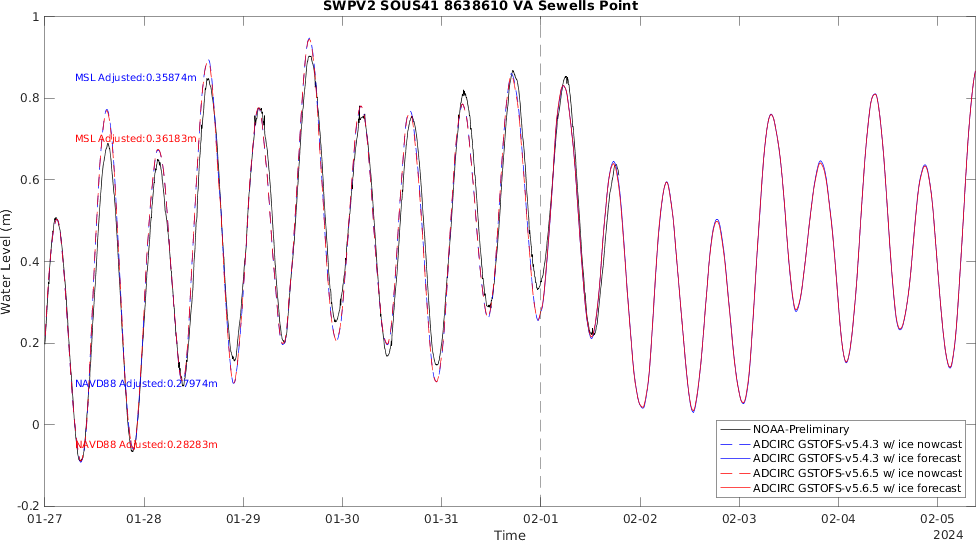 SWPV2 SOUS41 8638610 VA Sewells Point
1
0.8
0.6
0.4
0.2
0
-0.2
Water Level (m)
MSL Adjusted:0.35874m
MSL Adjusted:0.36183m
NAVD88 Adjusted:0.27974m
NAVD88 Adjusted:0.28283m
NOAA-Preliminary
ADCIRC GSTOFS-v5.4.3 w/ ice nowcast
ADCIRC GSTOFS-v5.4.3 w/ ice forecast
ADCIRC GSTOFS-v5.6.5 w/ ice nowcast
ADCIRC GSTOFS-v5.6.5 w/ ice forecast
01-27 01-28 01-29 01-30 01-31 02-01 02-02 02-03 02-04 02-05
Time
2024